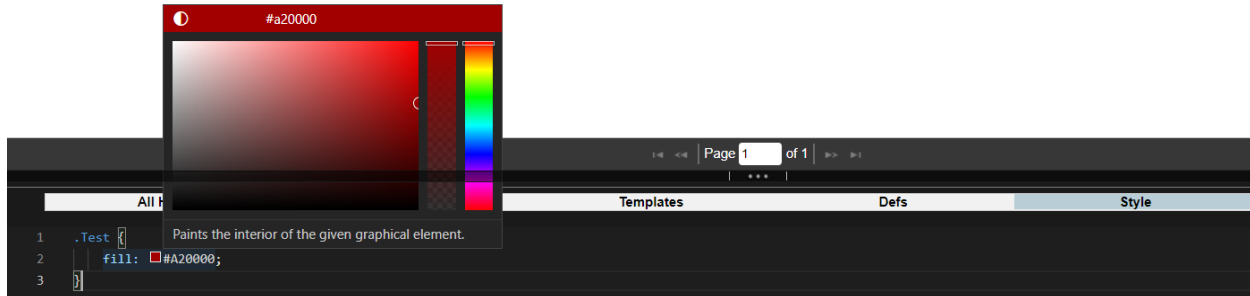 #a20000
Page 1 of 1
All
Templates
Defs
Style
Paints the interior of the given graphical element.
1 .Test {
2 fill: #A20000;
3 }